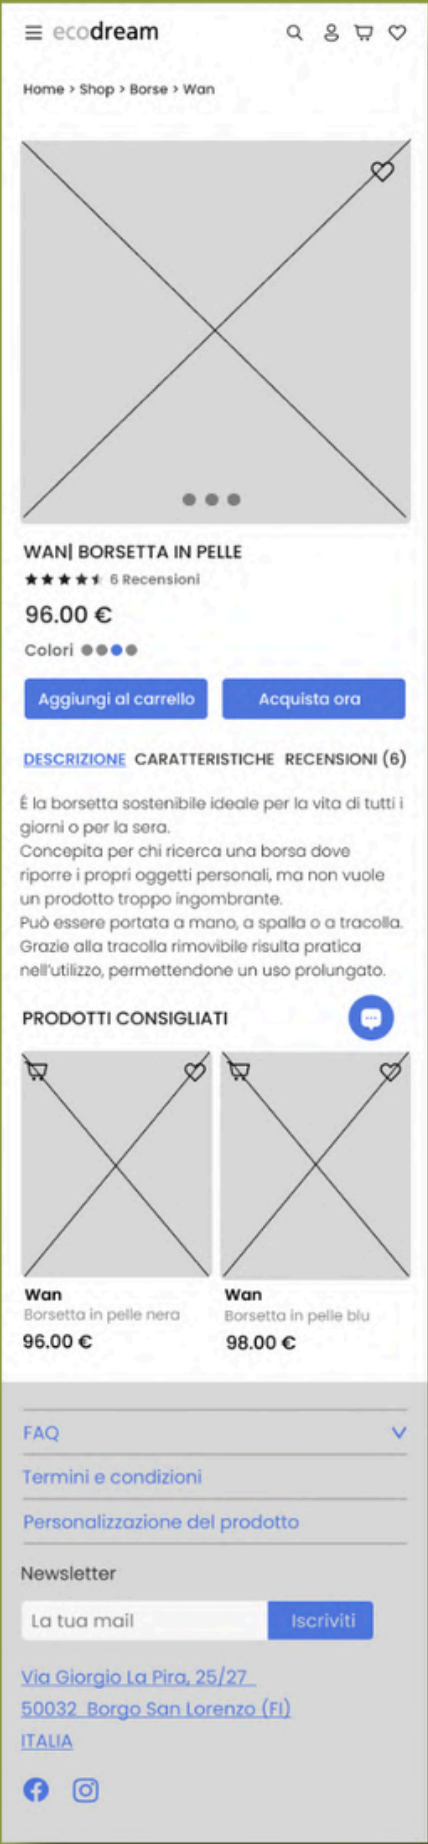 ecodream
Home > Shop > Borse > Wan
WAN| BORSETTA IN PELLE
6 Recensioni
96.00 €
Colori
Aggiungi al carrello
Acquista ora
DESCRIZIONE CARATTERISTICHE RECENSIONI (6)
É la borsetta sostenibile ideale per la vita di tutti i
giorni o per la sera.
Concepita per chi ricerca una borsa dove
riporre i propri oggetti personali, ma non vuole
un prodotto troppo ingombrante.
Può essere portata a mano, a spalla o a tracolla.
Grazie alla tracolla rimovibile risulta pratica
nell'utilizzo, permettendone un uso prolungato.
PRODOTTI CONSIGLIATI
Wan
Borsetta in pelle nera
96.00 €
Wan
Borsetta in pelle blu
98.00 €
FAQ
Termini e condizioni
Personalizzazione del prodotto
Newsletter
La tua mail
Iscriviti
Via Giorgio La Pira, 25/27
50032 Borgo San Lorenzo (FI)
ITALIA